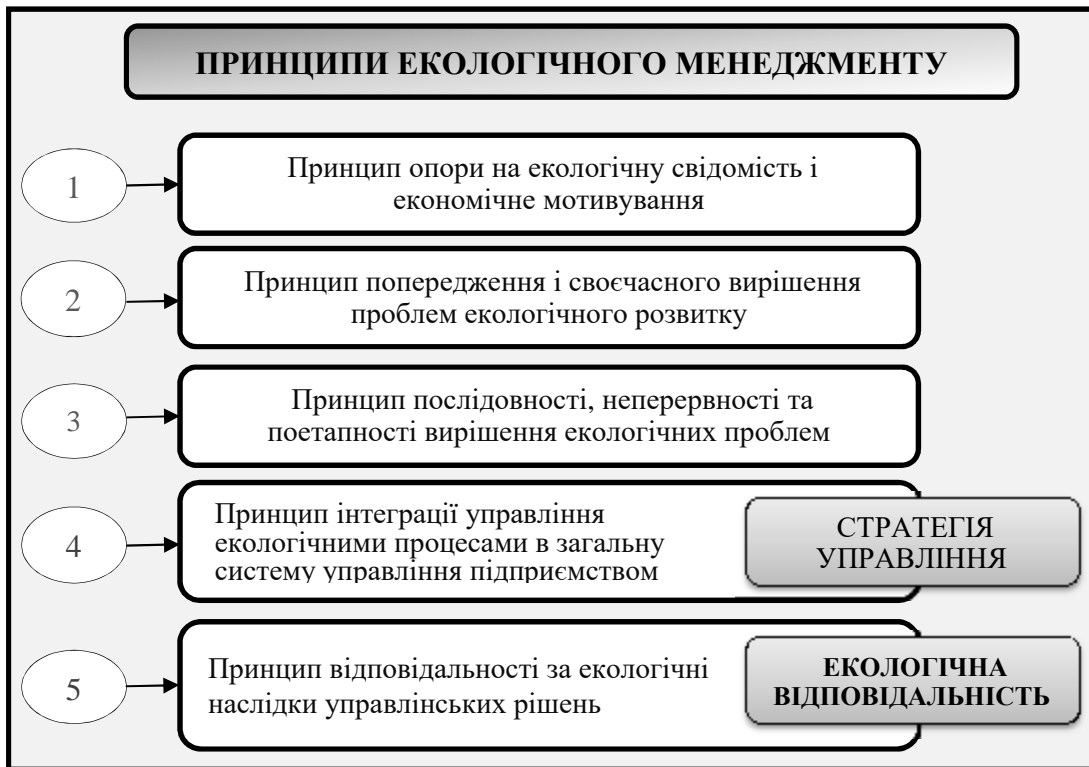 ПРИНЦИПИ ЕКОЛОГІЧНОГО МЕНЕДЖМЕНТУ
1
Принцип опори на екологічну свідомість і
економічне мотивування
2
Принцип попередження і своєчасного вирішення
проблем екологічного розвитку
3
Принцип послідовності, неперервності та
поетапності вирішення екологічних проблем
4
Принцип інтеграції управління
екологічними процесами в загальну
систему управління підприємством
СТРАТЕГІЯ
УПРАВЛІННЯ
5
Принцип відповідальності за екологічні
наслідки управлінських рішень
ЕКОЛОГІЧНА
ВІДПОВІДАЛЬНІСТЬ